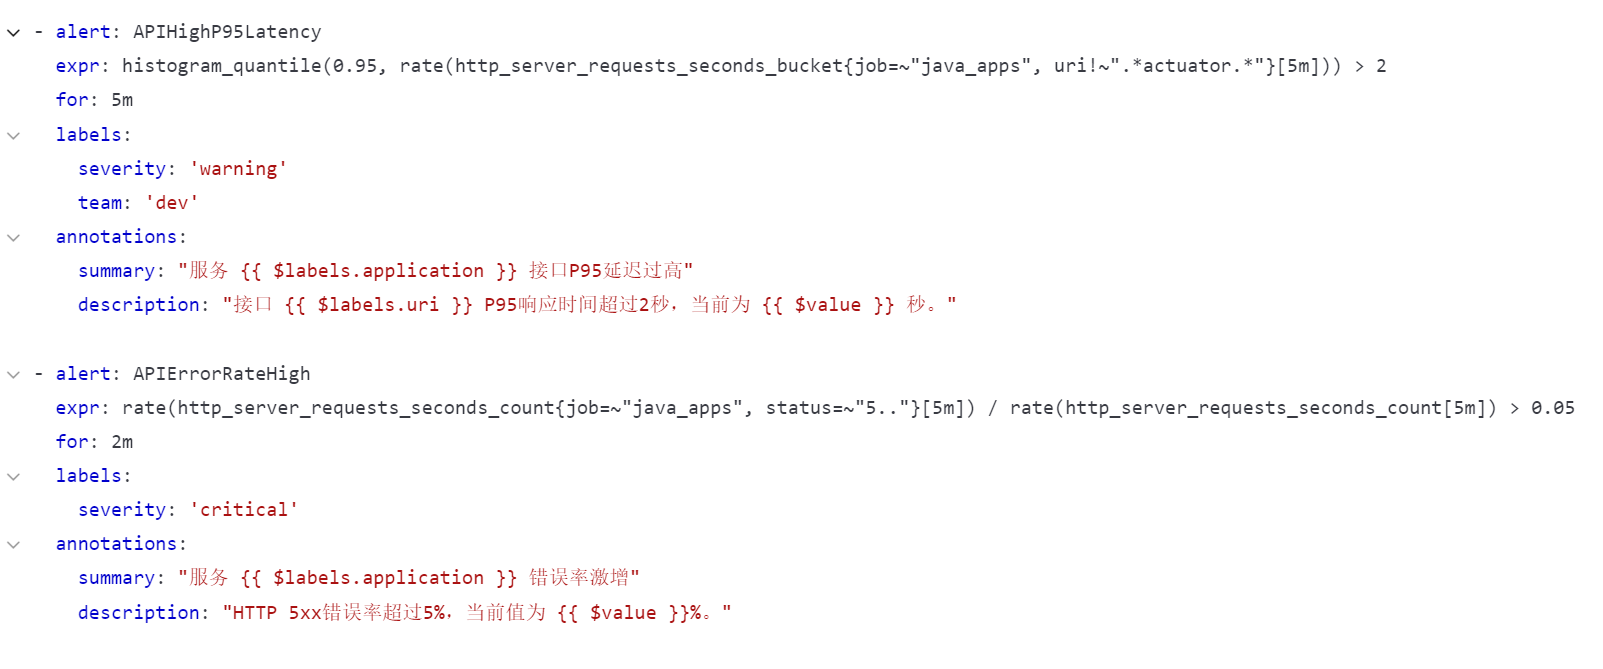 - alert: APIHighP95Latency
  expr: histogram_quantile(0.95, rate(http_server_requests_seconds_bucket{job=~"java_apps", uri!~".*actuator.*"}[5m])) > 2
  for: 5m
  labels:
    severity: 'warning'
    team: 'dev'
  annotations:
    summary: "服务 {{ $labels.application }} 接口P95延迟过高"
    description: "接口 {{ $labels.uri }} P95响应时间超过2秒，当前为 {{ $value }} 秒。"

- alert: APIErrorRateHigh
  expr: rate(http_server_requests_seconds_count{job=~"java_apps", status=~"5.."}[5m]) / rate(http_server_requests_seconds_count[5m]) > 0.05
  for: 2m
  labels:
    severity: 'critical'
  annotations:
    summary: "服务 {{ $labels.application }} 错误率激增"
    description: "HTTP 5xx错误率超过5%，当前值为 {{ $value }}%。"